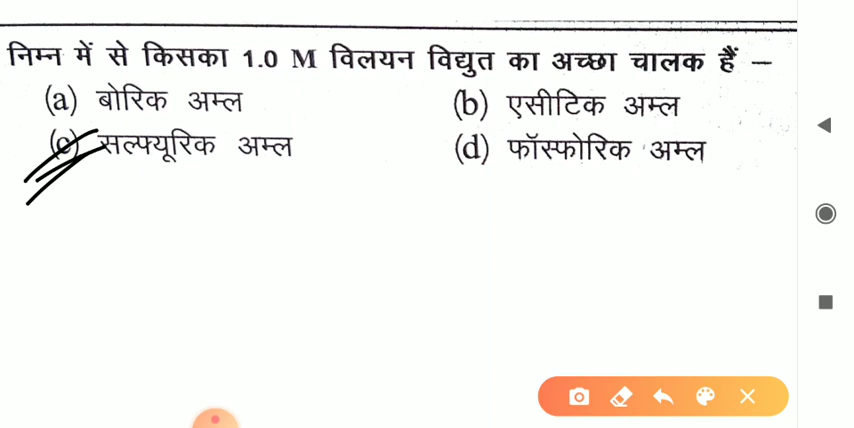 निम्न में से किसका 1.0 M विलयन विद्युत का अच्छा चालक हैं –
(a) बोरिक अम्ल (b) एसीटिक अम्ल
(c) सल्फ्यूरिक अम्ल (d) फॉस्फोरिक अम्ल